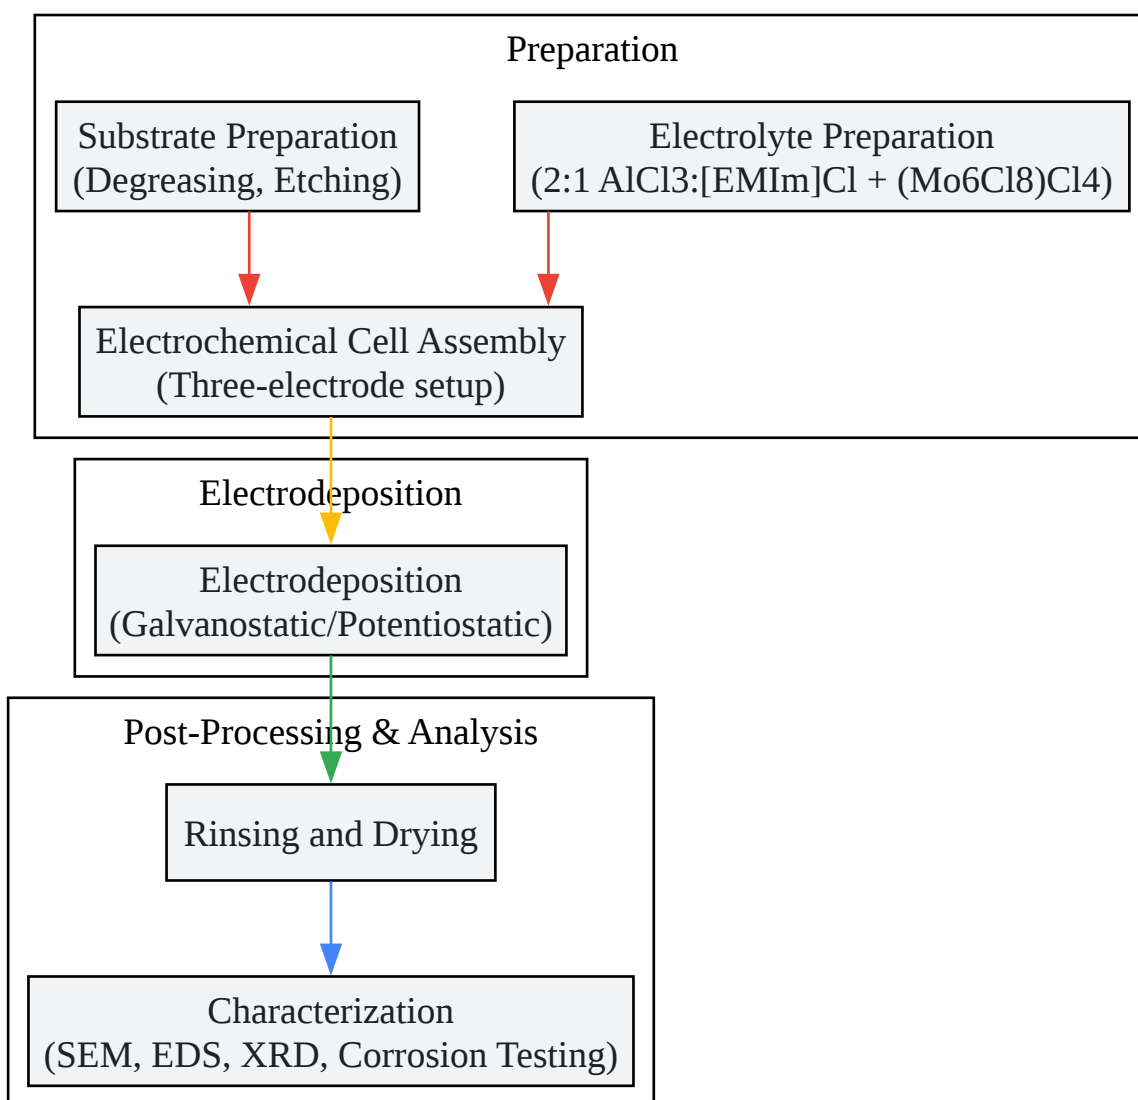 Preparation
Substrate Preparation
(Degreasing, Etching)
Electrolyte Preparation
(2:1 AlCl3:[EMIm]Cl + (Mo6Cl8)Cl4)
Electrochemical Cell Assembly
(Three-electrode setup)
Electrodeposition
Electrodeposition
(Galvanostatic/Potentiostatic)
Post-Processing & Analysis
Rinsing and Drying
Characterization
(SEM, EDS, XRD, Corrosion Testing)